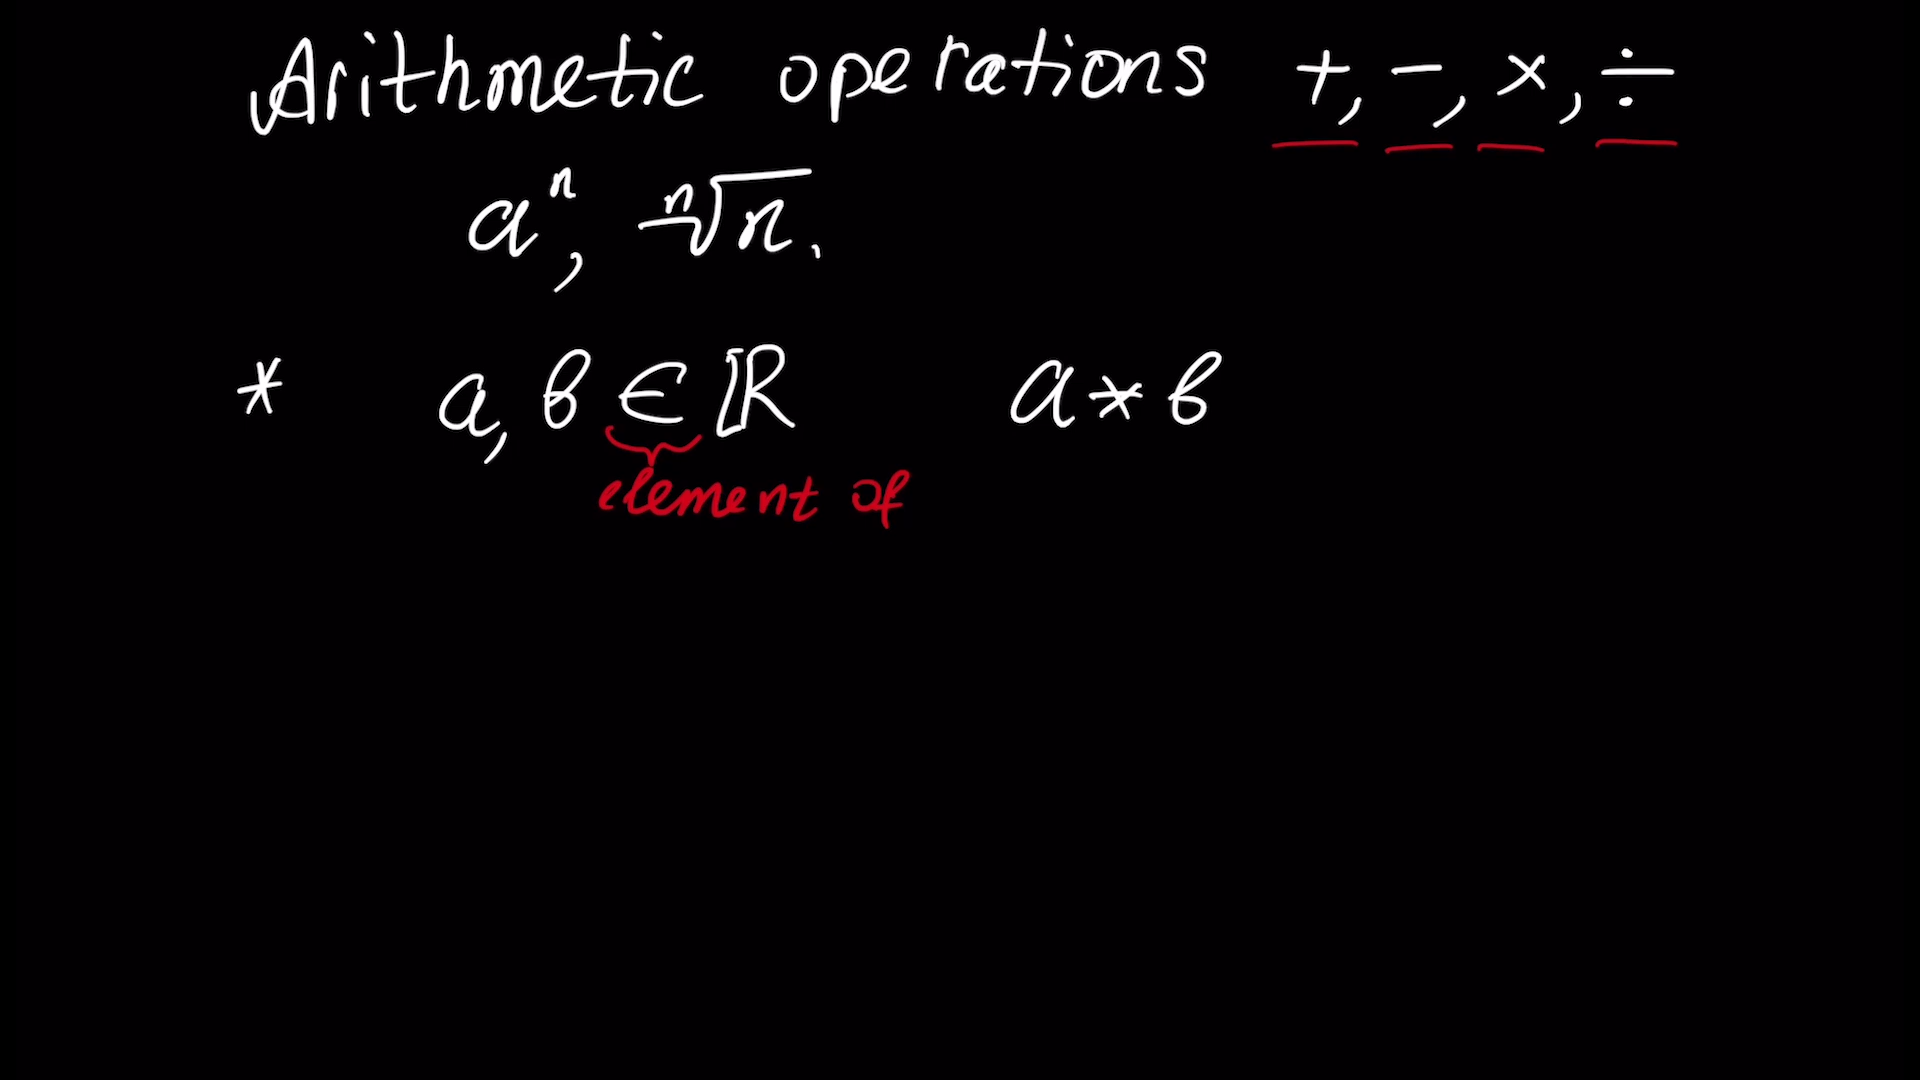 Arithmetic operations +, -, ×, ÷
aⁿ, ⁿ√n.
* a, b ∈ ℝ a * b
element of